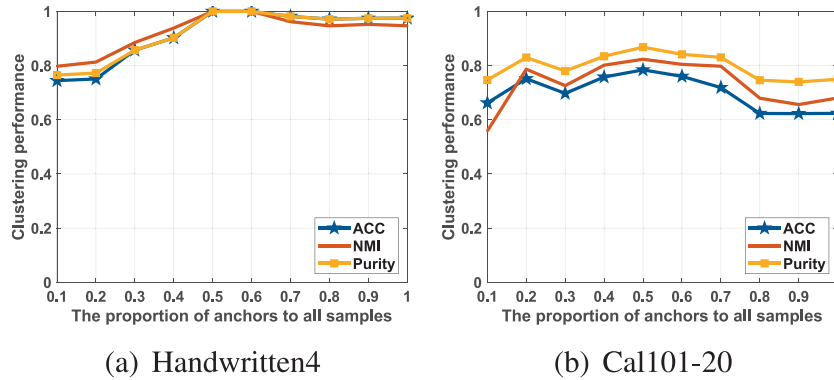 Clustering performance
1
0.8
0.6
0.4
0.2
0
ACC
NMI
Purity
0.1 0.2 0.3 0.4 0.5 0.6 0.7 0.8 0.9 1
The proportion of anchors to all samples
(a) Handwritten4
Clustering performance
1
0.8
0.6
0.4
0.2
0
ACC
NMI
Purity
0.1 0.2 0.3 0.4 0.5 0.6 0.7 0.8 0.9
The proportion of anchors to all samples
(b) Cal101-20